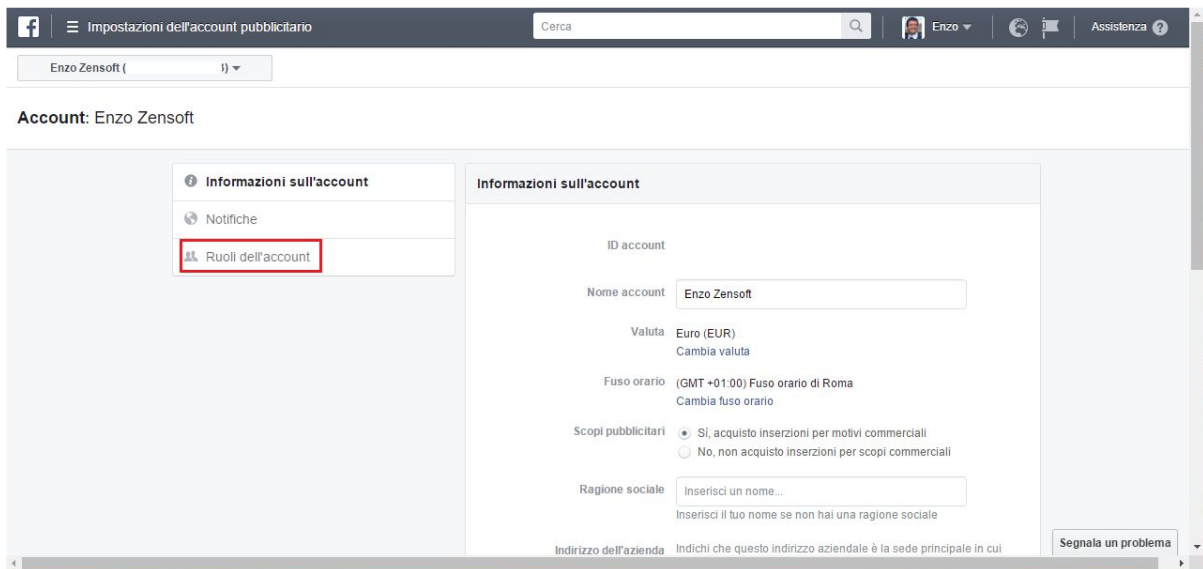 Impostazioni dell'account pubblicitario
Cerca
Enzo
Assistenza
Enzo Zensoft (
Account: Enzo Zensoft
Informazioni sull'account
Notifiche
Ruoli dell'account
Informazioni sull'account
ID account
Nome account Enzo Zensoft
Valuta Euro (EUR)
Cambia valuta
Fuso orario (GMT +01:00) Fuso orario di Roma
Cambia fuso orario
Scopi pubblicitari Sì, acquisto inserzioni per motivi commerciali
No, non acquisto inserzioni per scopi commerciali
Ragione sociale Inserisci un nome...
Inserisci il tuo nome se non hai una ragione sociale
Indirizzo dell'azienda Indichi che questo indirizzo aziendale è la sede principale in cui
Segnala un problema